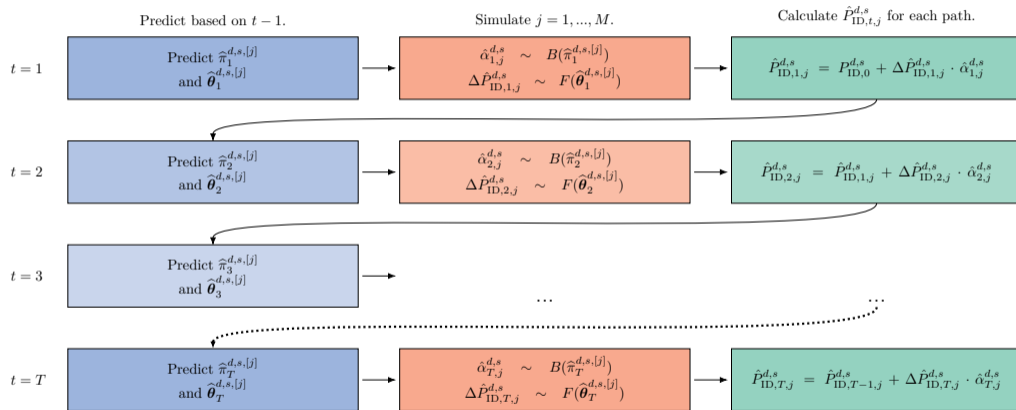 Predict based on t − 1.
Simulate j = 1, ..., M.
Calculate P̂_{ID,t,j}^{d,s} for each path.
t = 1
Predict π̂_1^{d,s,[j]}
and θ̂_1^{d,s,[j]}
α̂_{1,j}^{d,s} ∼ B(π̂_1^{d,s,[j]})
ΔP̂_{ID,1,j}^{d,s} ∼ F(θ̂_1^{d,s,[j]})
P̂_{ID,1,j}^{d,s} = P_{ID,0}^{d,s} + ΔP̂_{ID,1,j}^{d,s} · α̂_{1,j}^{d,s}
t = 2
Predict π̂_2^{d,s,[j]}
and θ̂_2^{d,s,[j]}
α̂_{2,j}^{d,s} ∼ B(π̂_2^{d,s,[j]})
ΔP̂_{ID,2,j}^{d,s} ∼ F(θ̂_2^{d,s,[j]})
P̂_{ID,2,j}^{d,s} = P̂_{ID,1,j}^{d,s} + ΔP̂_{ID,2,j}^{d,s} · α̂_{2,j}^{d,s}
t = 3
Predict π̂_3^{d,s,[j]}
and θ̂_3^{d,s,[j]}
...
...
t = T
Predict π̂_T^{d,s,[j]}
and θ̂_T^{d,s,[j]}
α̂_{T,j}^{d,s} ∼ B(π̂_T^{d,s,[j]})
ΔP̂_{ID,T,j}^{d,s} ∼ F(θ̂_T^{d,s,[j]})
P̂_{ID,T,j}^{d,s} = P̂_{ID,T−1,j}^{d,s} + ΔP̂_{ID,T,j}^{d,s} · α̂_{T,j}^{d,s}